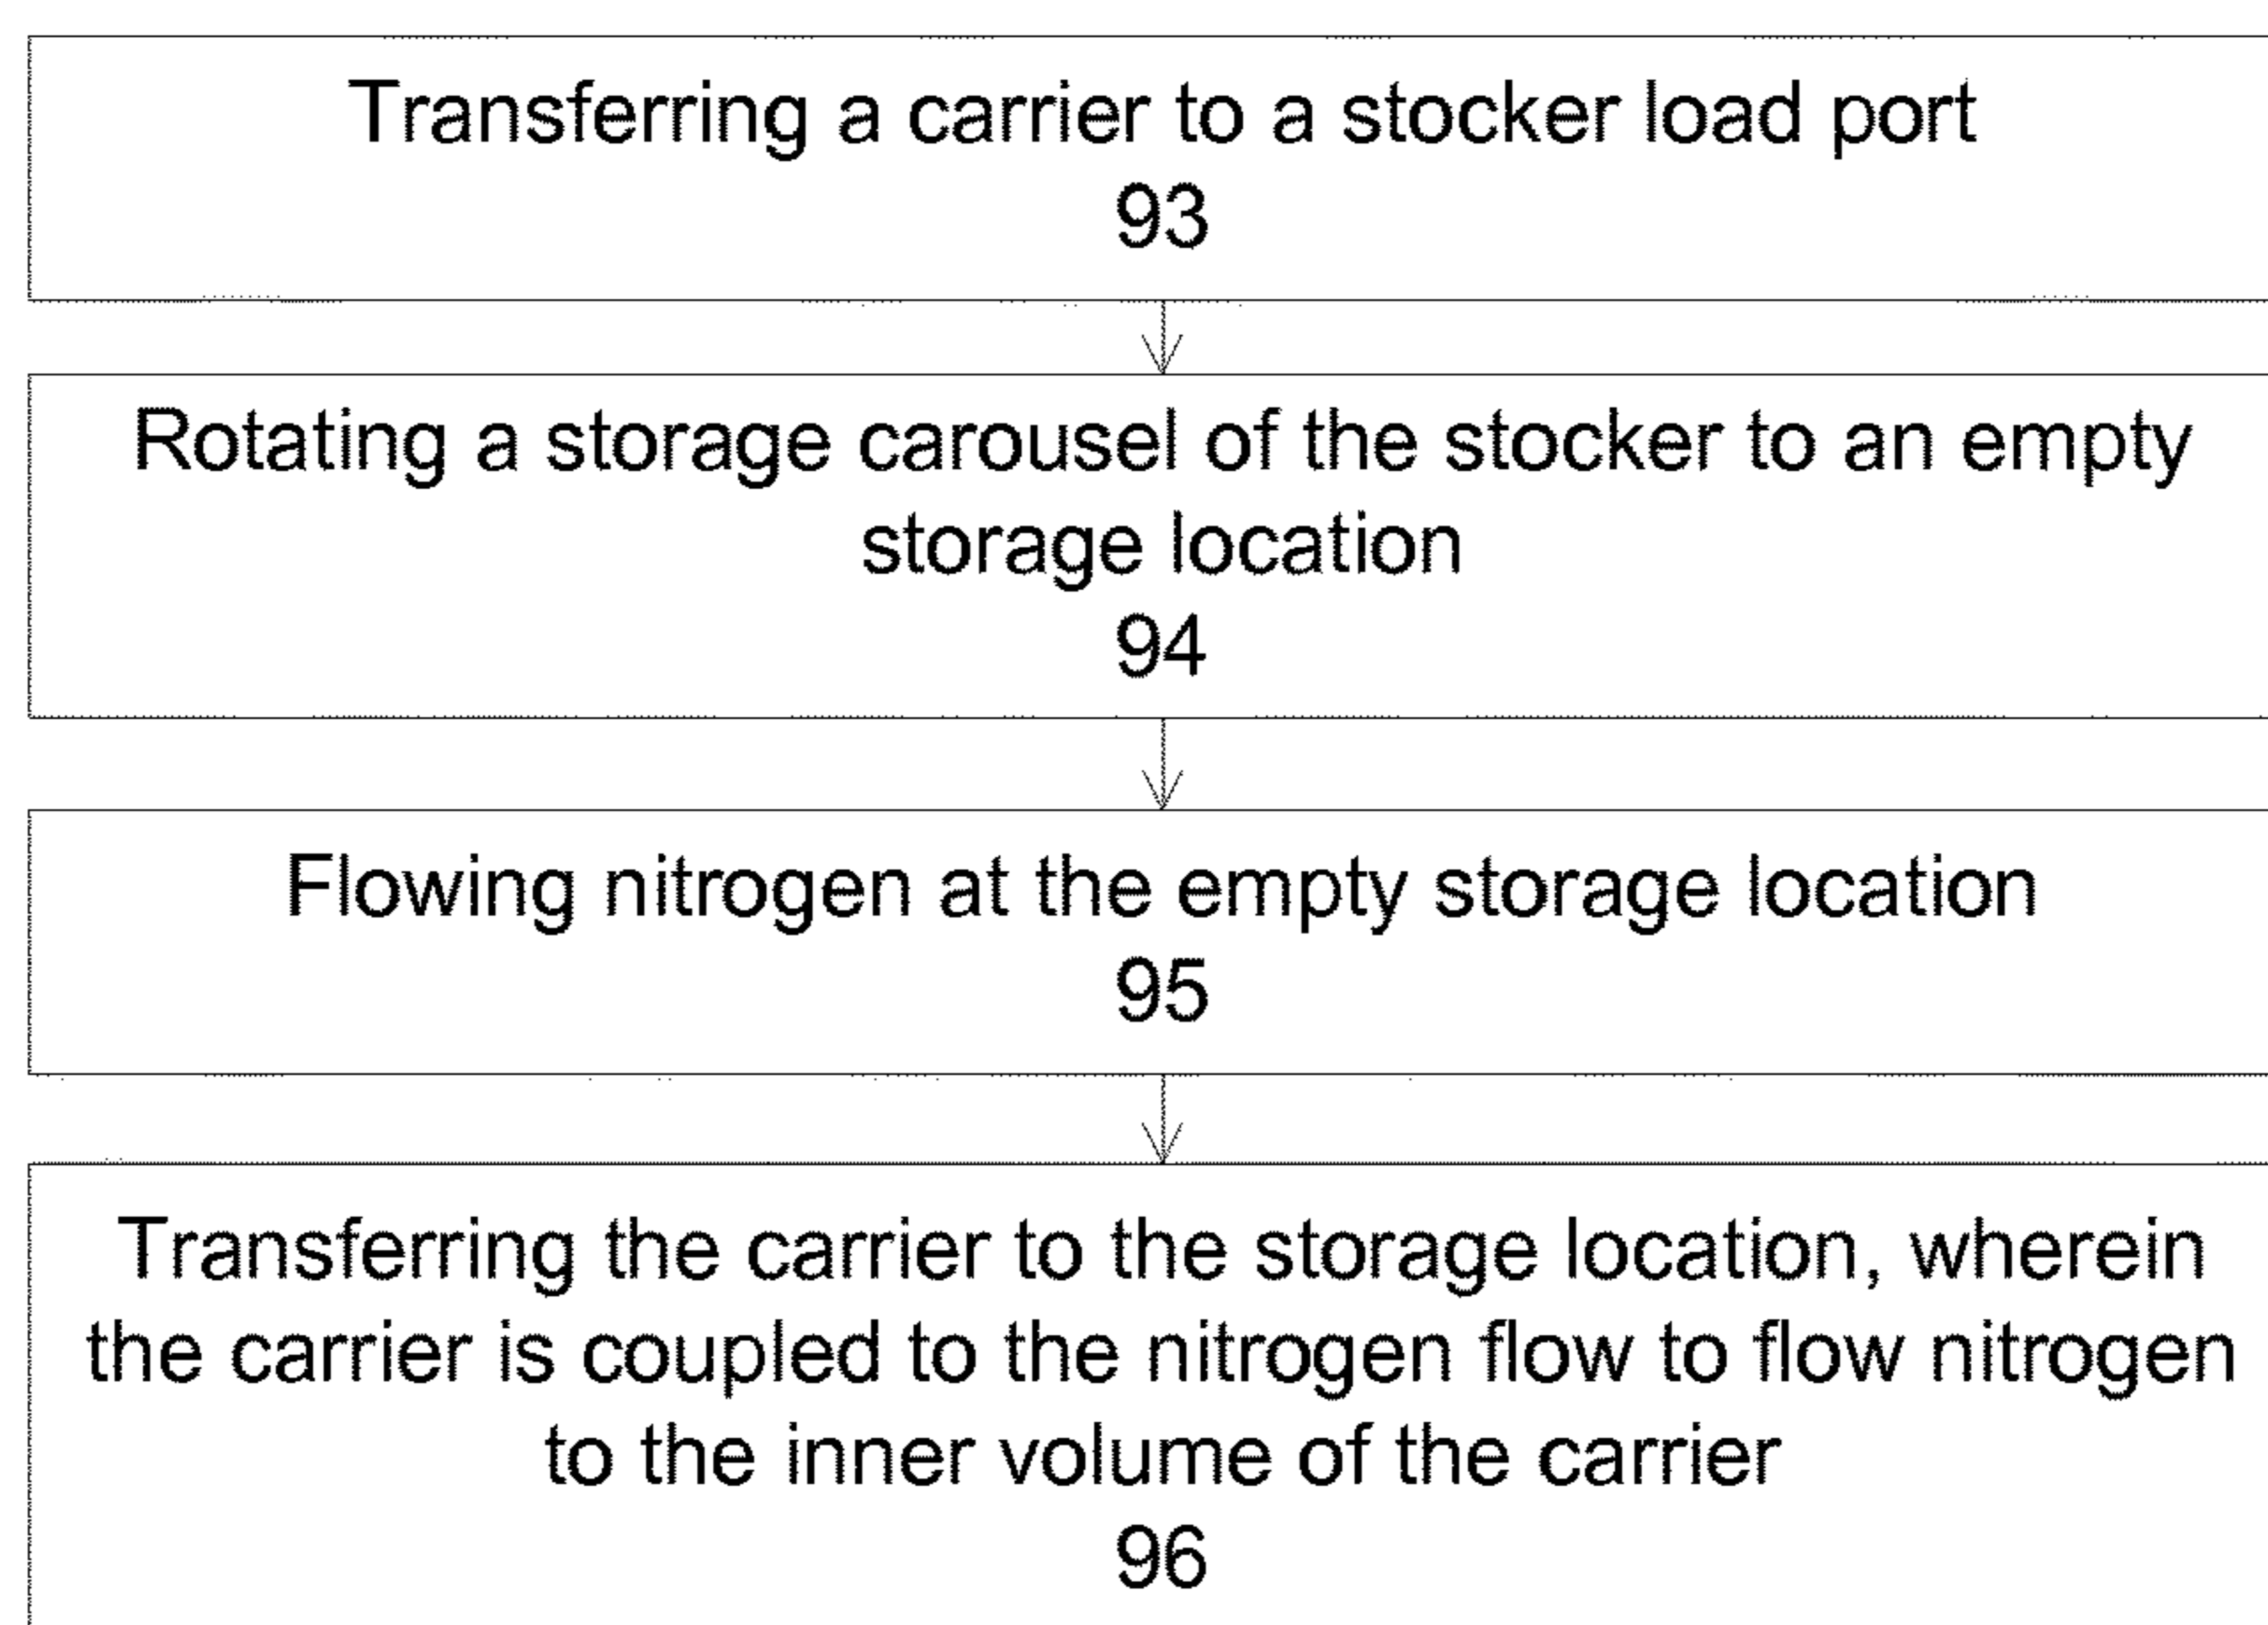 Transferring a carrier to a stocker load port
93
Rotating a storage carousel of the stocker to an empty
storage location
94
Flowing nitrogen at the empty storage location
95
Transferring the carrier to the storage location, wherein
the carrier is coupled to the nitrogen flow to flow nitrogen
to the inner volume of the carrier
96